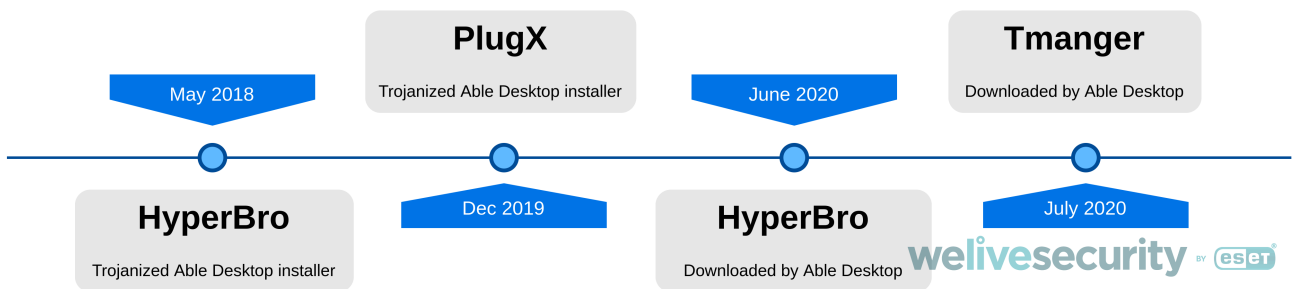 May 2018
HyperBro
Trojanized Able Desktop installer
PlugX
Trojanized Able Desktop installer
Dec 2019
June 2020
HyperBro
Downloaded by Able Desktop
Tmanger
Downloaded by Able Desktop
July 2020
welivesecurity BY eset®